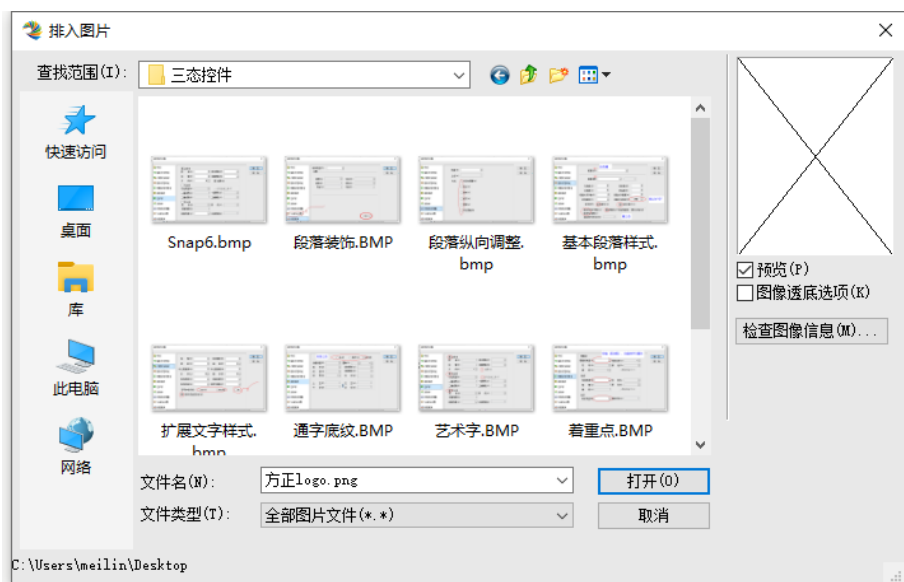 排入图片
查找范围(I):
三态控件
快速访问
桌面
库
此电脑
网络
Snap6.bmp
段落装饰.BMP
段落纵向调整.
bmp
基本段落样式.
bmp
扩展文字样式.
bmp
通字底纹.BMP
艺术字.BMP
着重点.BMP
预览(P)
图像透底选项(K)
检查图像信息(M)...
文件名(N):
方正logo.png
打开(O)
文件类型(T):
全部图片文件(*.*)
取消
C:\Users\meilin\Desktop